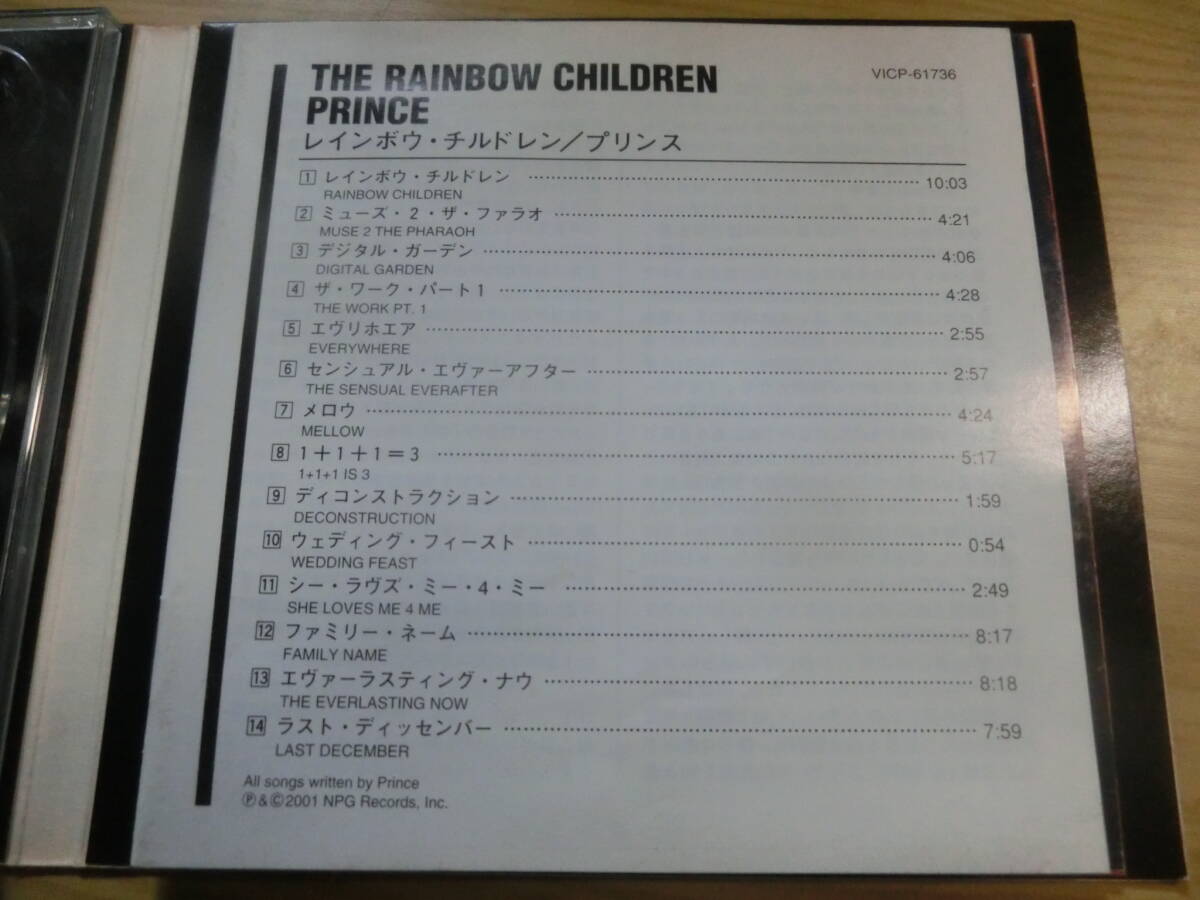 THE RAINBOW CHILDREN
VICP-61736
PRINCE
レインボウ・チルドレン/プリンス
1 レインボウ・チルドレン 10:03
RAINBOW CHILDREN
2 ミューズ・2・ザ・ファラオ 4:21
MUSE 2 THE PHARAOH
3 デジタル・ガーデン 4:06
DIGITAL GARDEN
4 ザ・ワーク・パート1 4:28
THE WORK PT. 1
5 エヴリホエア 2:55
EVERYWHERE
6 センシュアル・エヴァーアフター 2:57
THE SENSUAL EVERAFTER
7 メロウ 4:24
MELLOW
8 1+1+1=3 5:17
1+1+1 IS 3
9 ディコンストラクション 1:59
DECONSTRUCTION
10 ウェディング・フィースト 0:54
WEDDING FEAST
11 シー・ラヴズ・ミー・4・ミー 2:49
SHE LOVES ME 4 ME
12 ファミリー・ネーム 8:17
FAMILY NAME
13 エヴァーラスティング・ナウ 8:18
THE EVERLASTING NOW
14 ラスト・ディッセンバー 7:59
LAST DECEMBER
All songs written by Prince
℗&©2001 NPG Records, Inc.